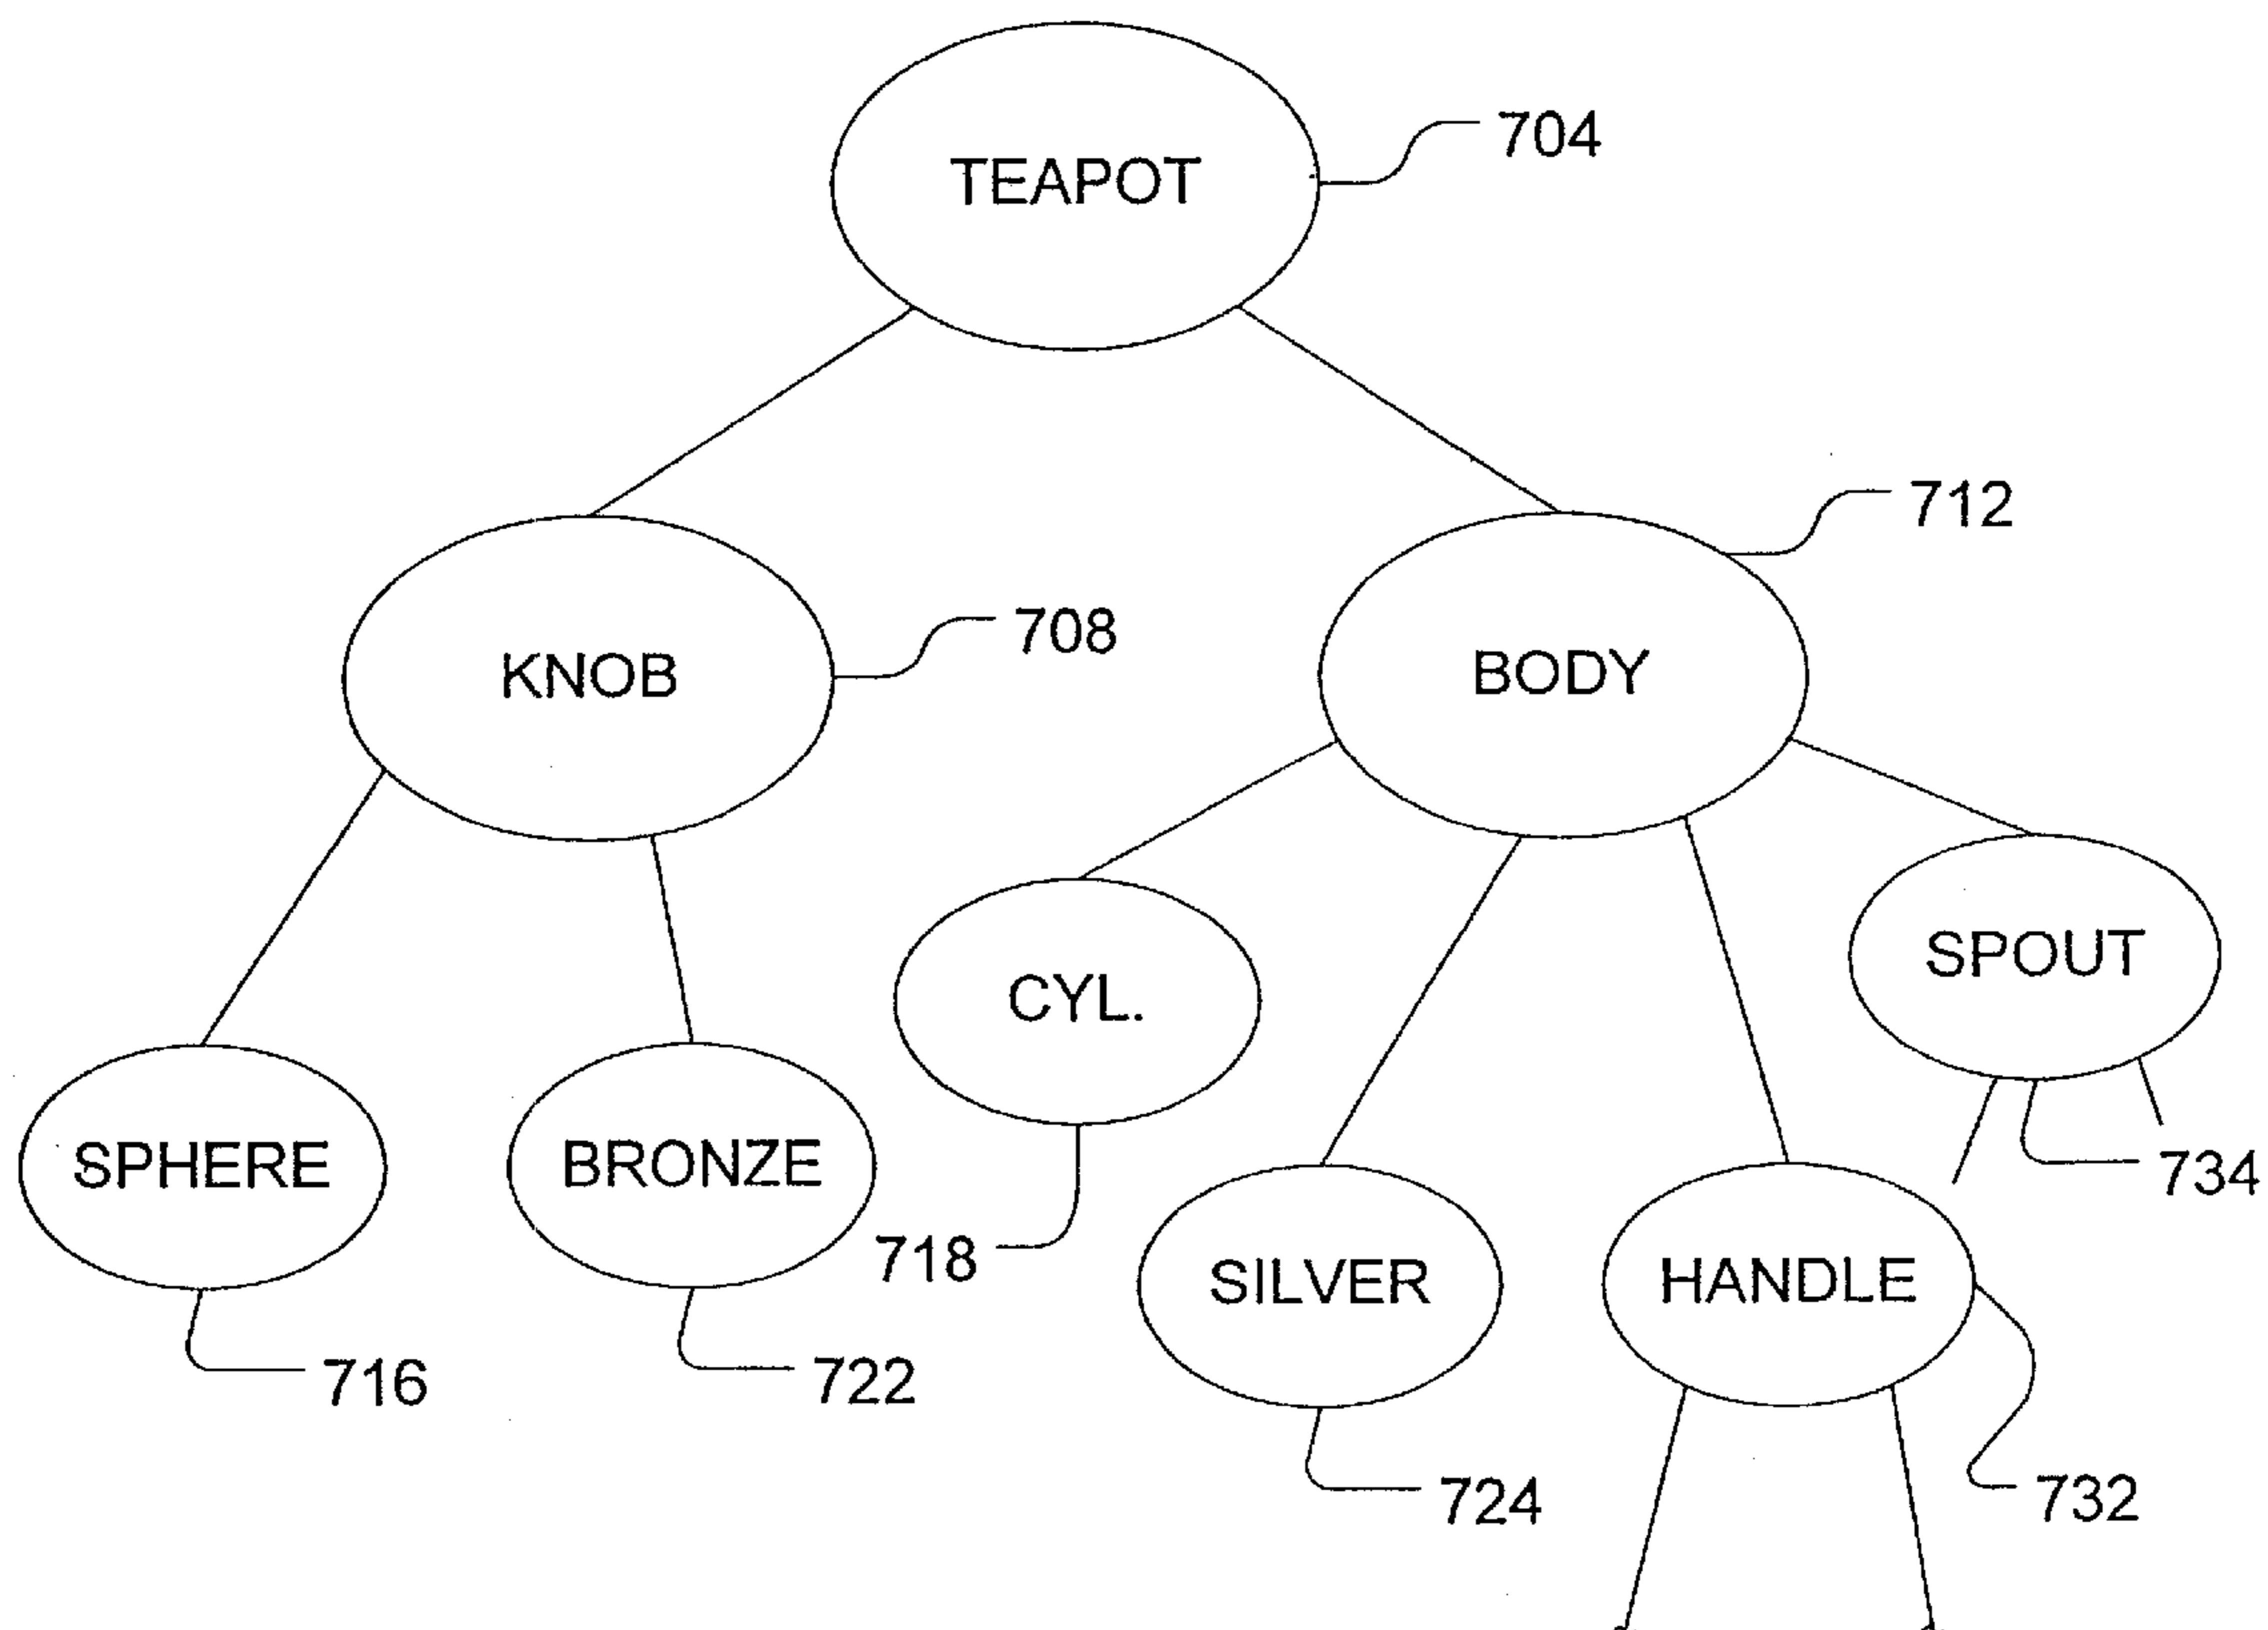 TEAPOT
704
712
KNOB
708
BODY
CYL.
SPOUT
SPHERE
BRONZE
718
SILVER
HANDLE
734
716
722
724
732